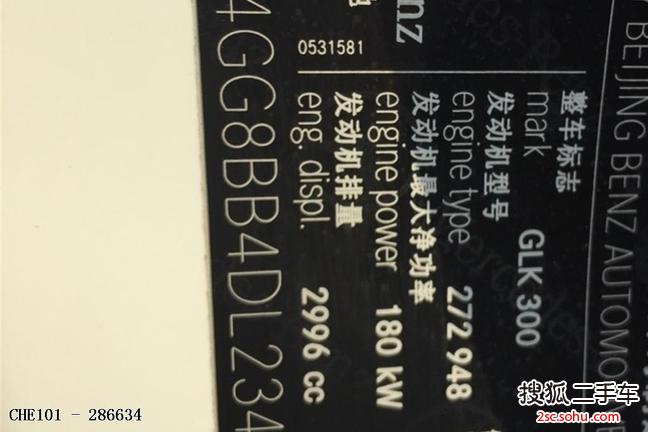 BEIJING BENZ AUTOMO
整车标志
mark
GLK 300
发动机型号
engine type
272 948
发动机最大净功率
engine power
180 kW
发动机排量
eng. displ.
2996 cc
nz
0531581
4GG8BB4DL234
CHE101 - 286634
搜狐二手车
2sc.sohu.com